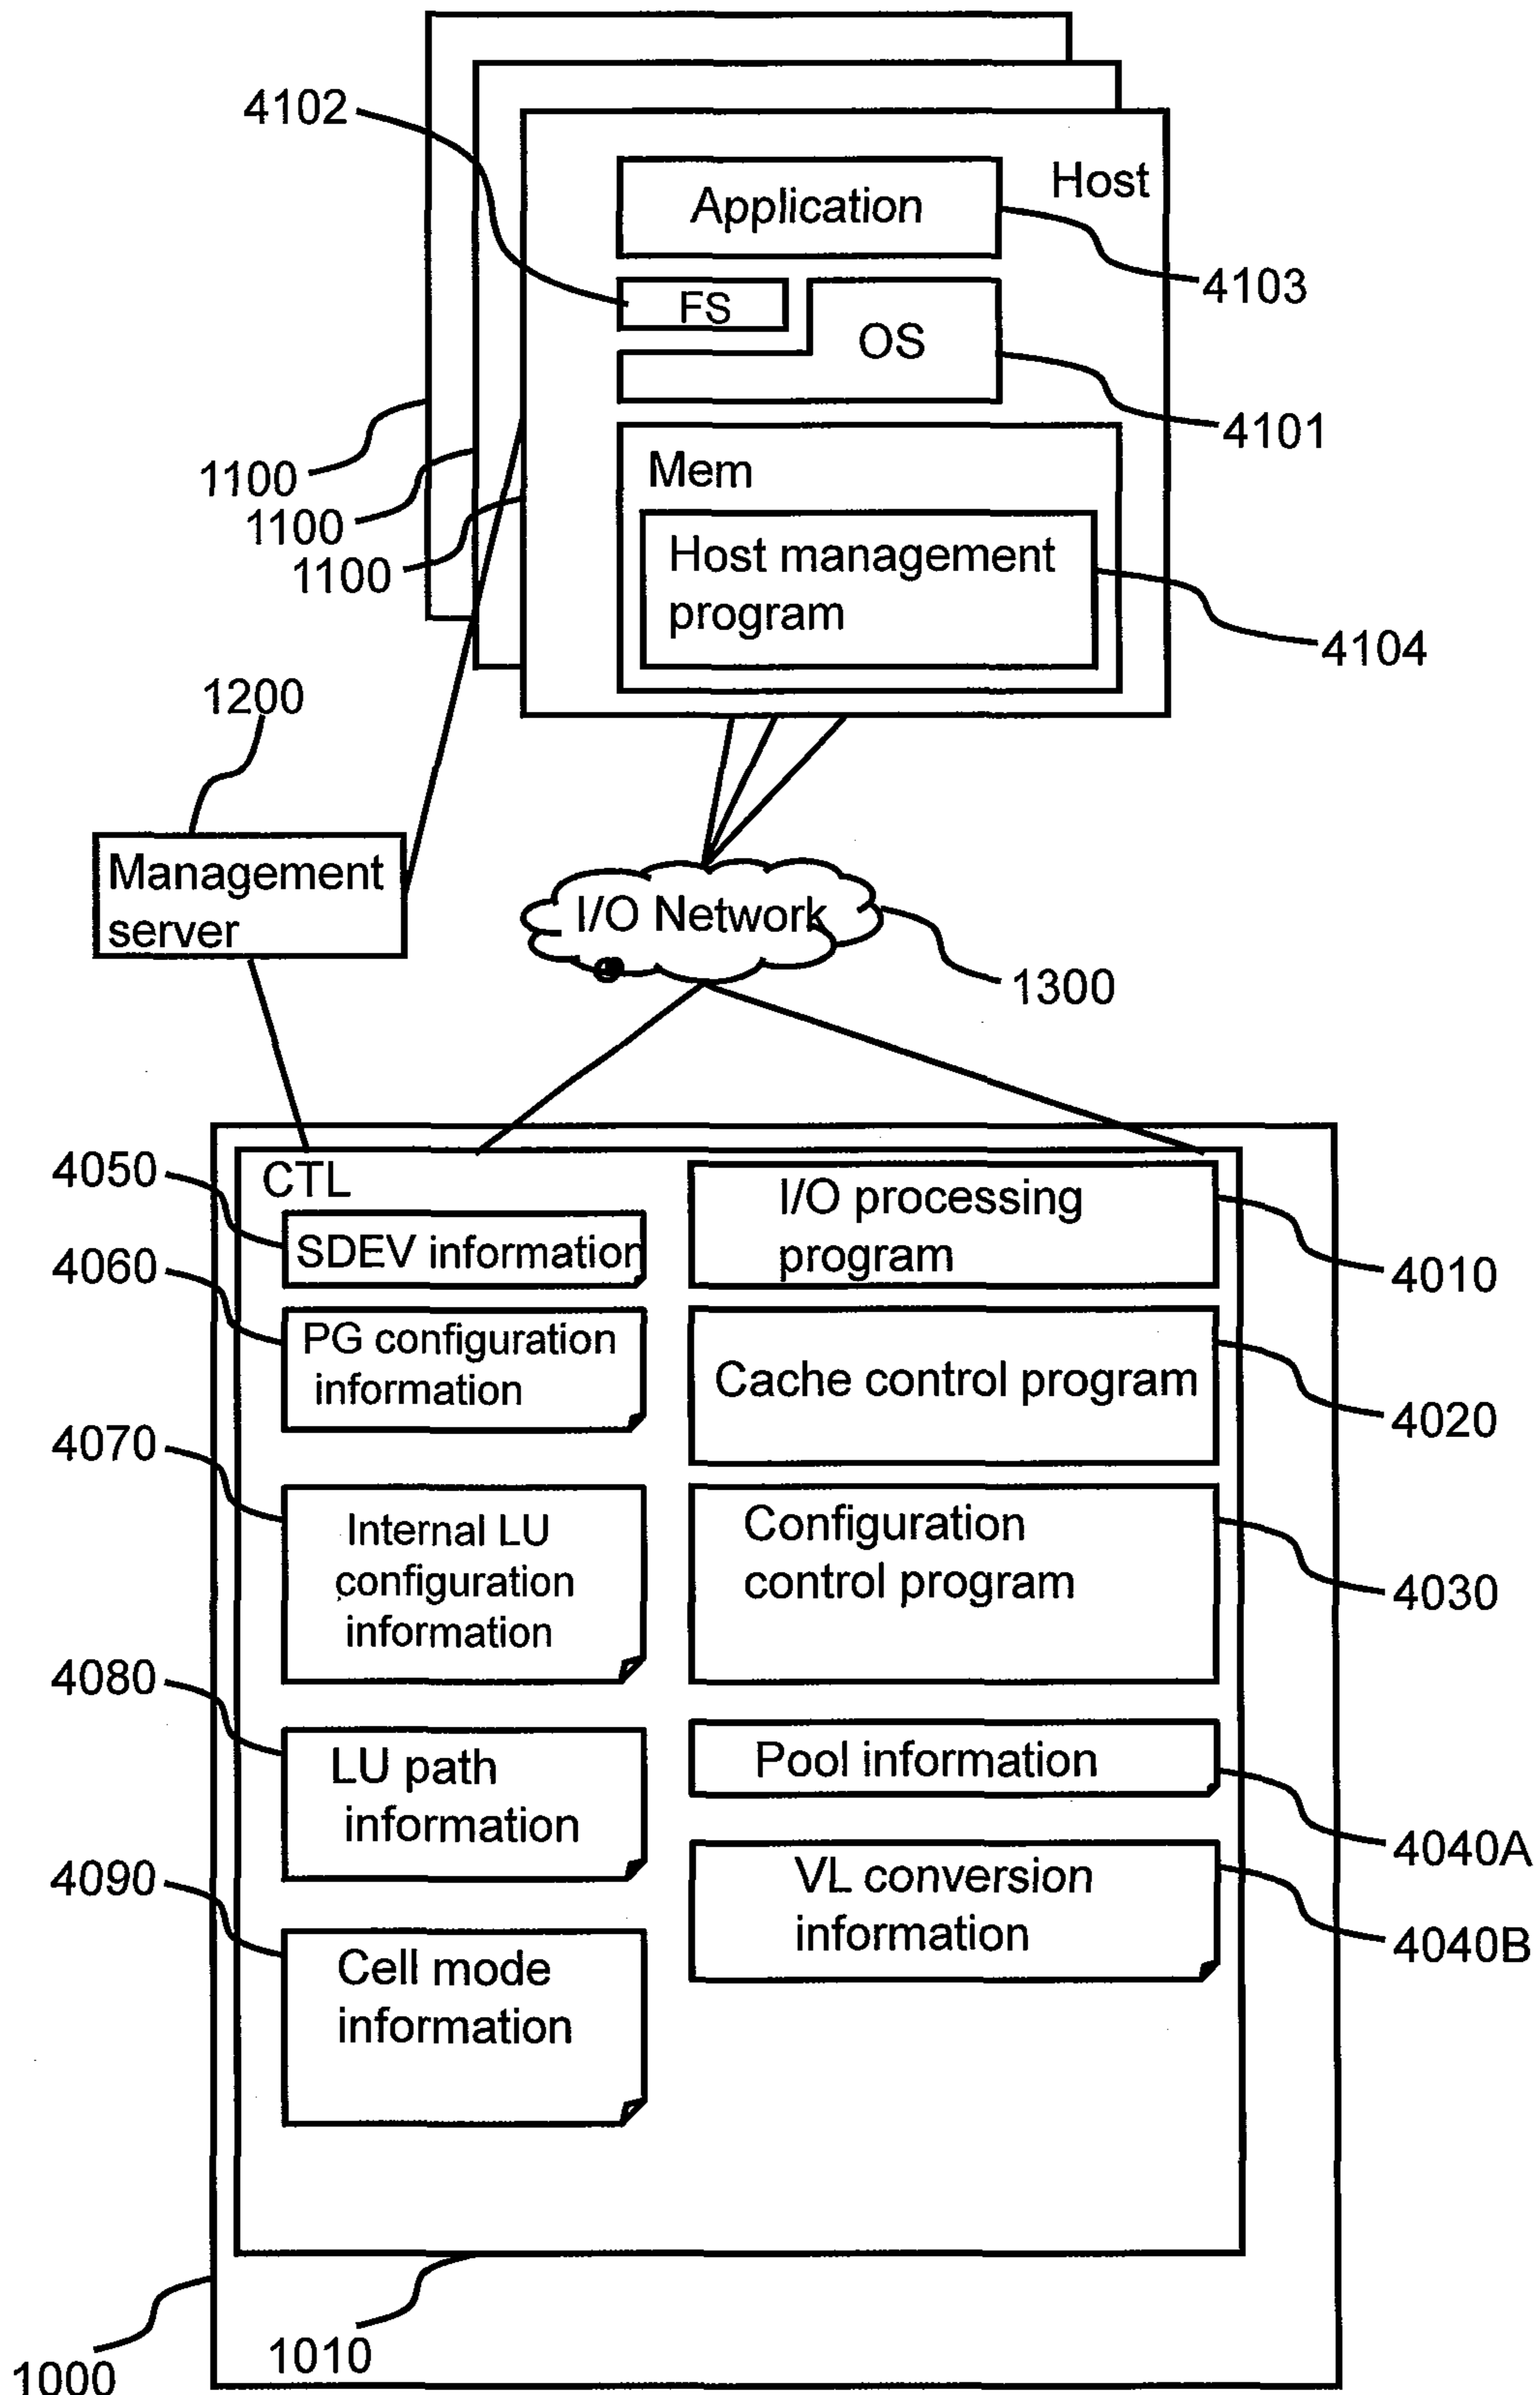 4102
Host
Application
4103
FS
OS
4101
1100
1100
1100
Mem
Host management
program
4104
1200
Management
server
I/O Network
1300
4050
CTL
SDEV information
I/O processing
program
4010
4060
PG configuration
information
Cache control program
4020
4070
Internal LU
configuration
information
Configuration
control program
4030
4080
LU path
information
Pool information
4040A
4090
Cell mode
information
VL conversion
information
4040B
1000
1010